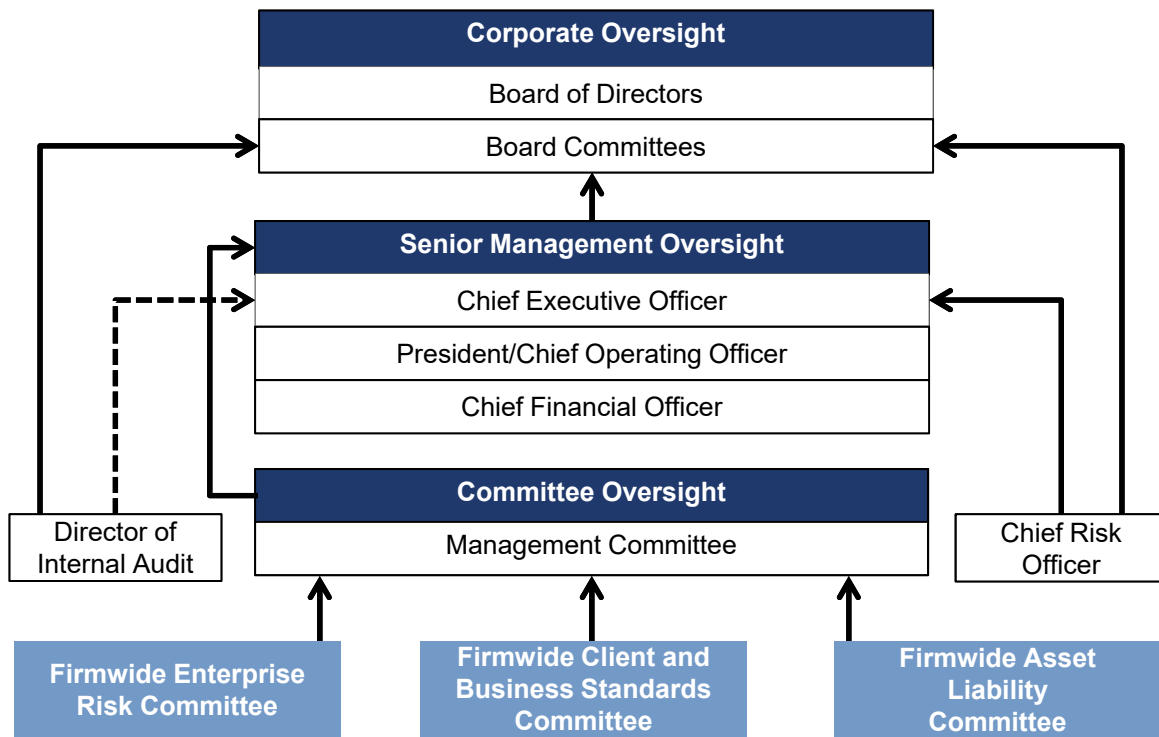 Corporate Oversight
Board of Directors
Board Committees
Senior Management Oversight
Chief Executive Officer
President/Chief Operating Officer
Chief Financial Officer
Committee Oversight
Management Committee
Director of
Internal Audit
Chief Risk
Officer
Firmwide Enterprise
Risk Committee
Firmwide Client and
Business Standards
Committee
Firmwide Asset
Liability
Committee